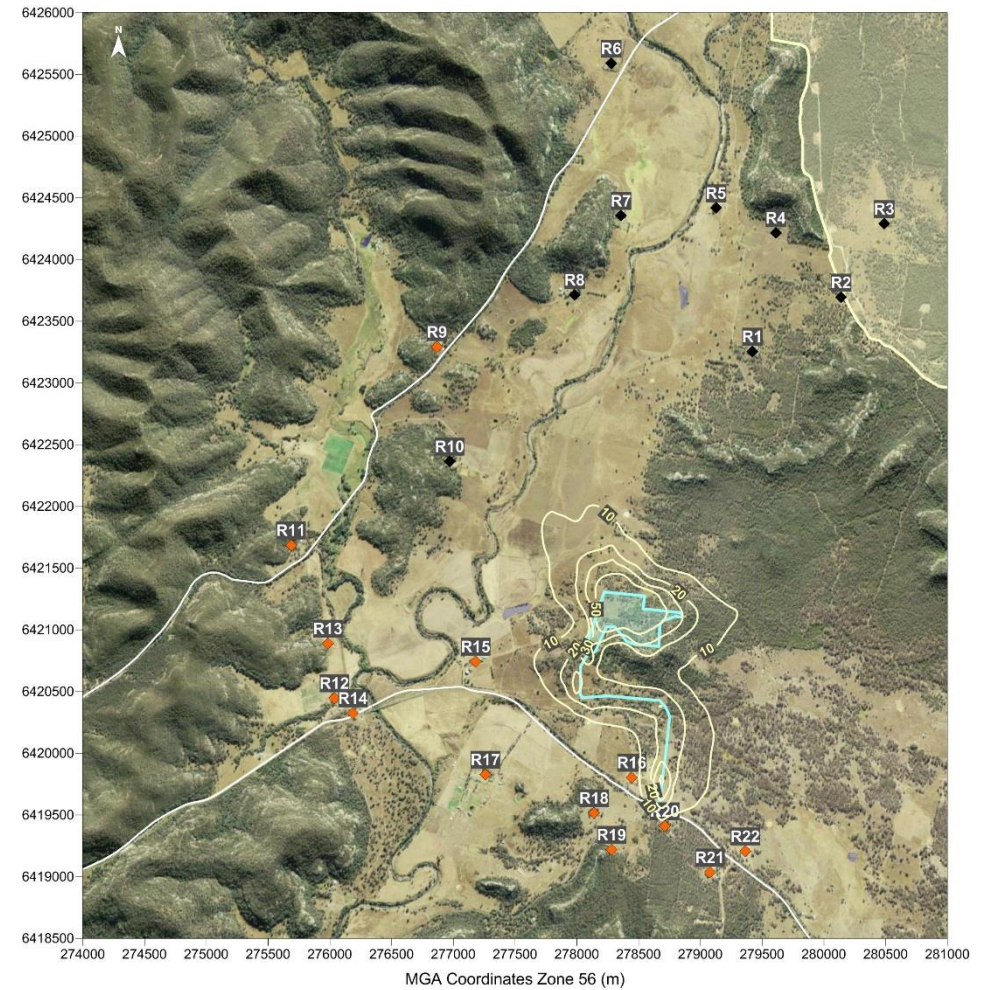 6426000
N
R6
6425500
6425000
6424500
R7
R5
R4
R3
6424000
R8
R2
6423500
R9
R1
6423000
6422500
R10
6422000
10
R11
6421500
20
50
6421000
R13
10
20
30
10
R15
6420500
R12
R14
6420000
R17
R16
20
10
6419500
R18
R20
R19
R22
R21
6419000
6418500
274000 274500 275000 275500 276000 276500 277000 277500 278000 278500 279000 279500 280000 280500 281000
MGA Coordinates Zone 56 (m)